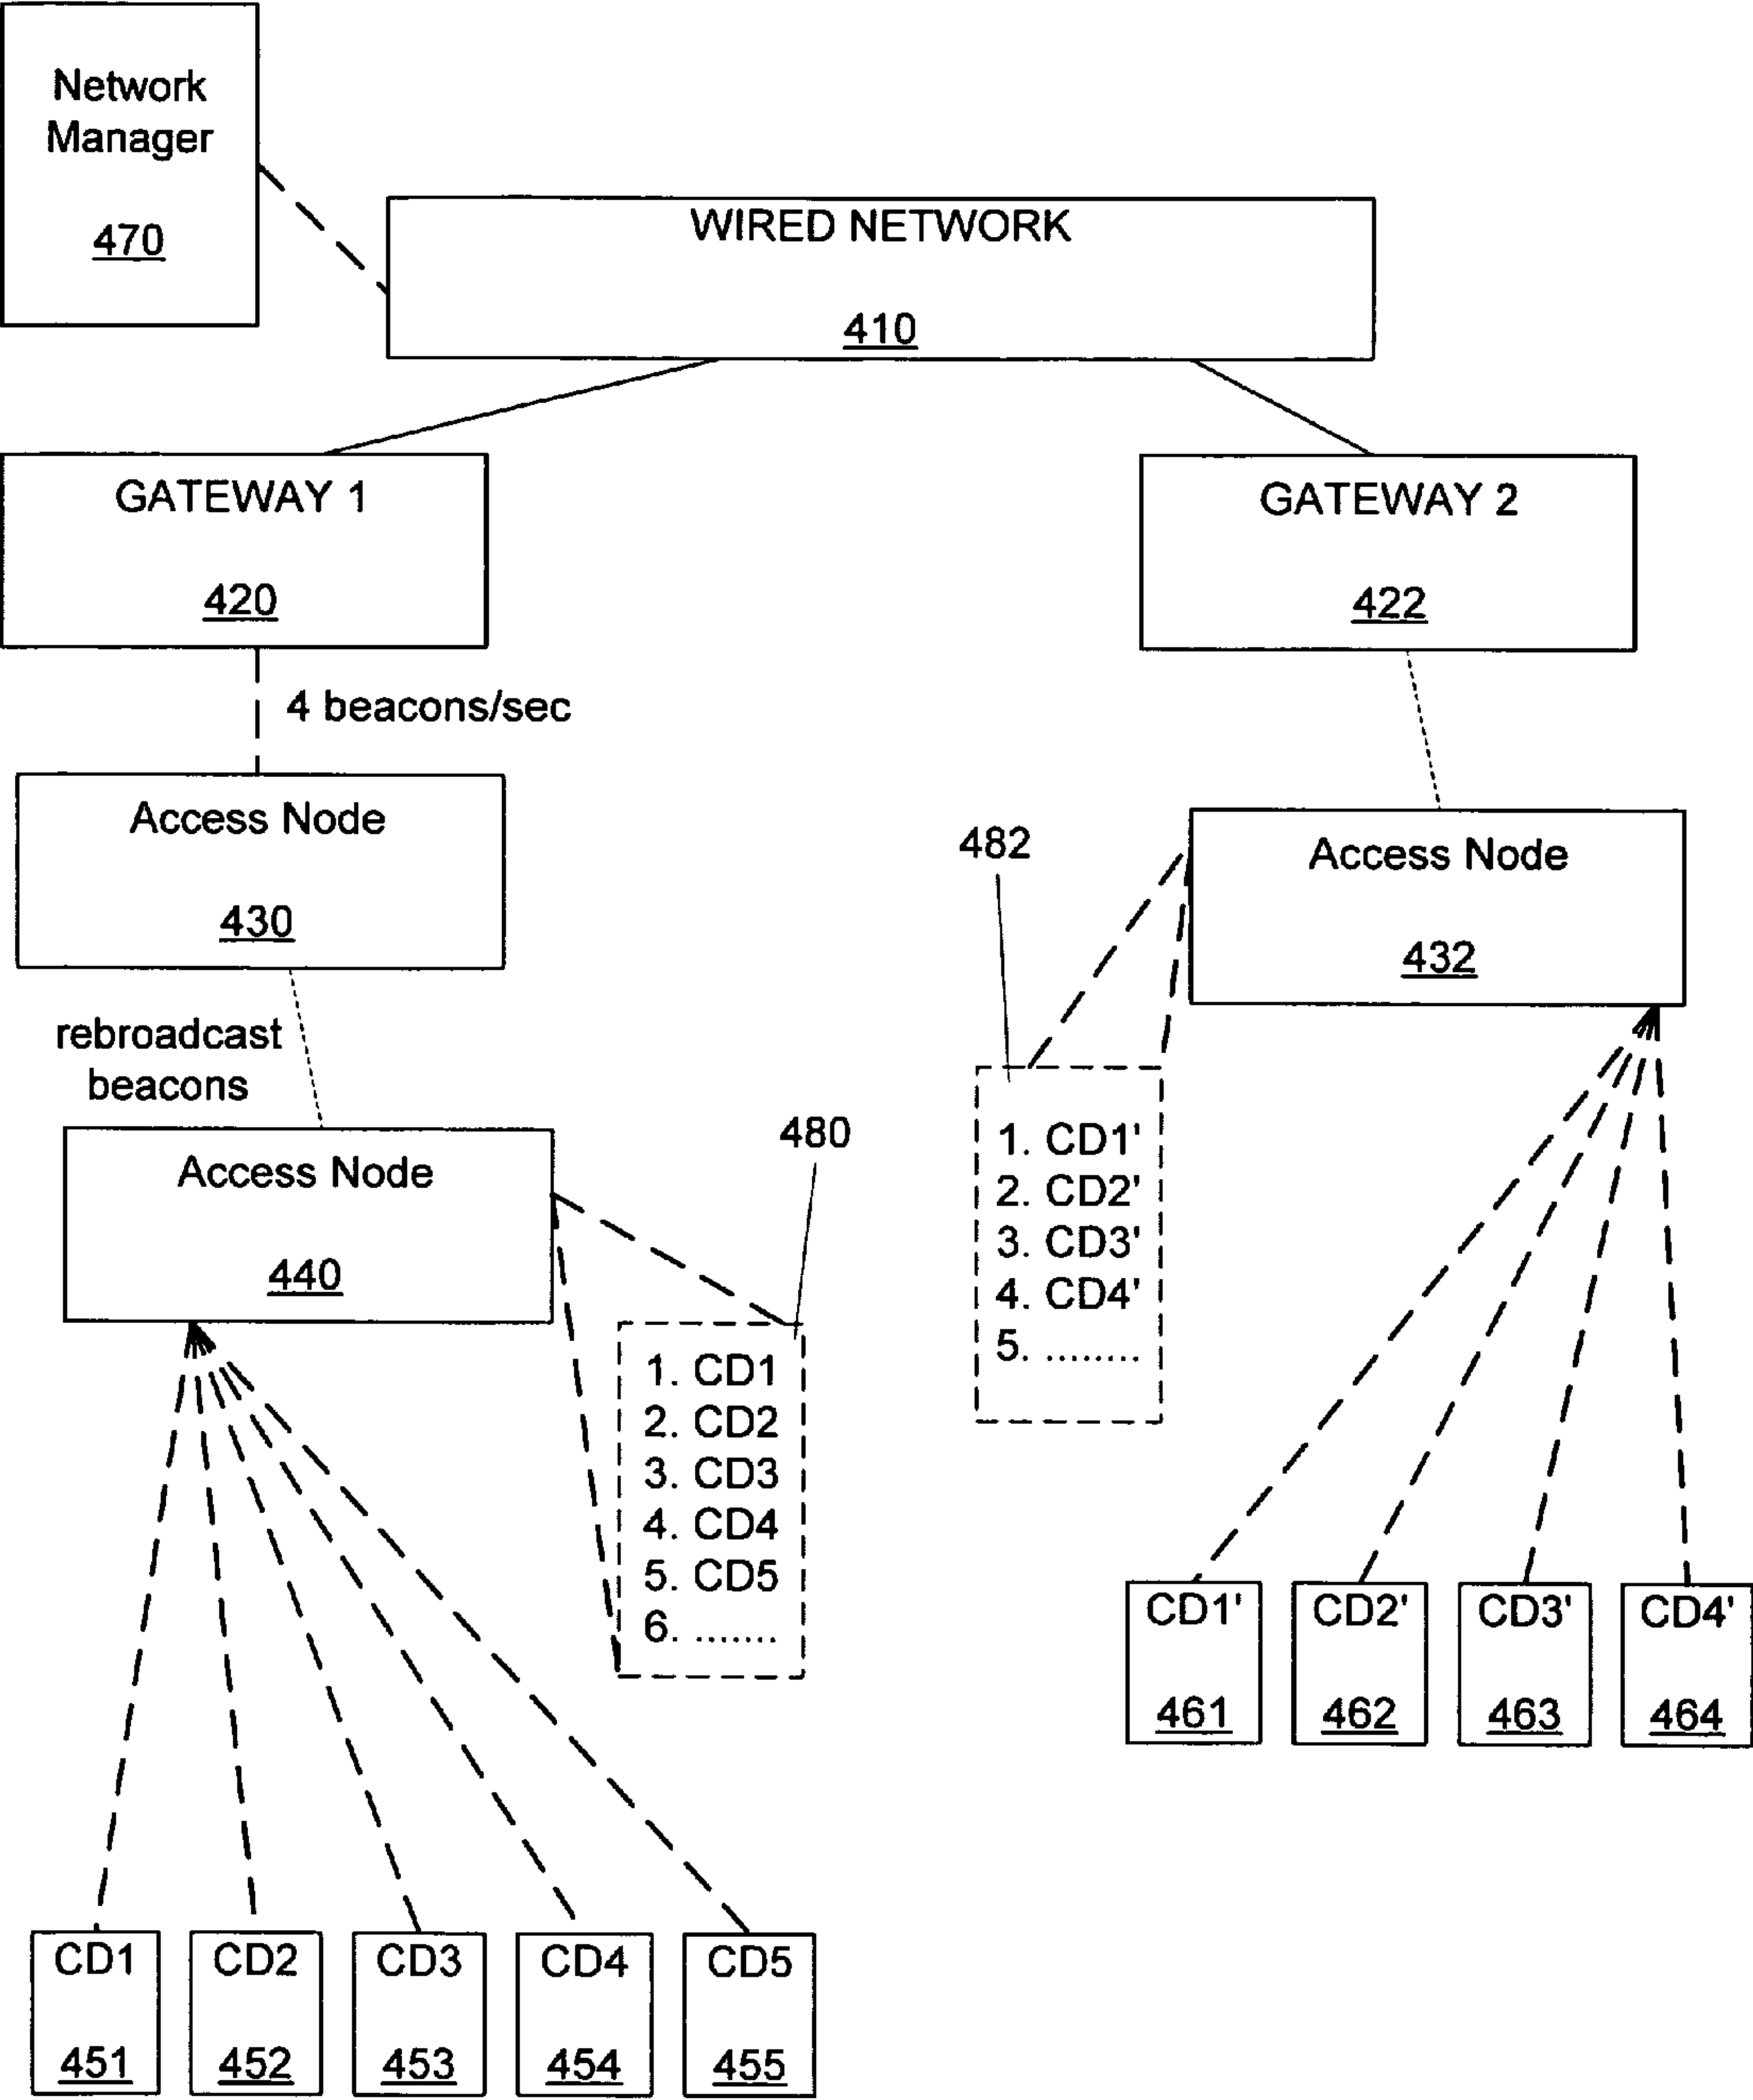 Network
Manager
470
WIRED NETWORK
410
GATEWAY 1
420
GATEWAY 2
422
4 beacons/sec
Access Node
430
482
Access Node
432
rebroadcast
beacons
Access Node
440
480
1. CD1'
2. CD2'
3. CD3'
4. CD4'
5. ........
1. CD1
2. CD2
3. CD3
4. CD4
5. CD5
6. .......
CD1'
461
CD2'
462
CD3'
463
CD4'
464
CD1
451
CD2
452
CD3
453
CD4
454
CD5
455